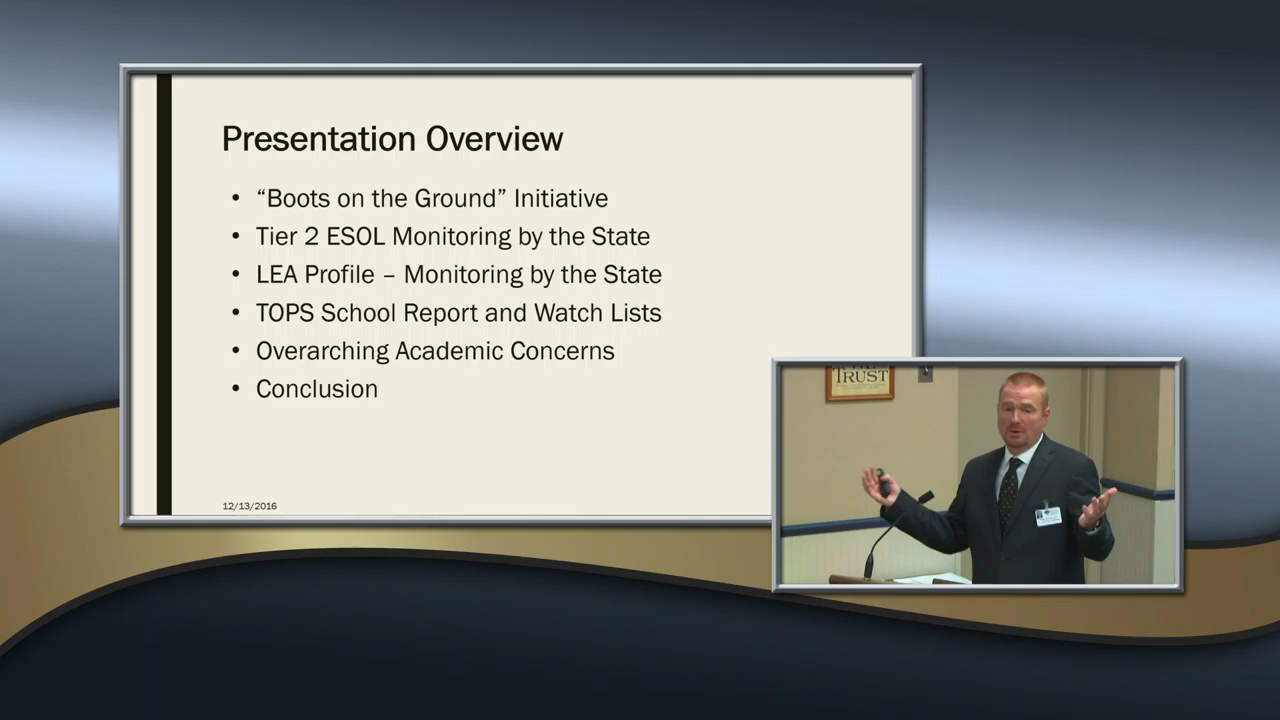 Presentation Overview
• “Boots on the Ground” Initiative
• Tier 2 ESOL Monitoring by the State
• LEA Profile – Monitoring by the State
• TOPS School Report and Watch Lists
• Overarching Academic Concerns
• Conclusion
12/13/2016
TRUST